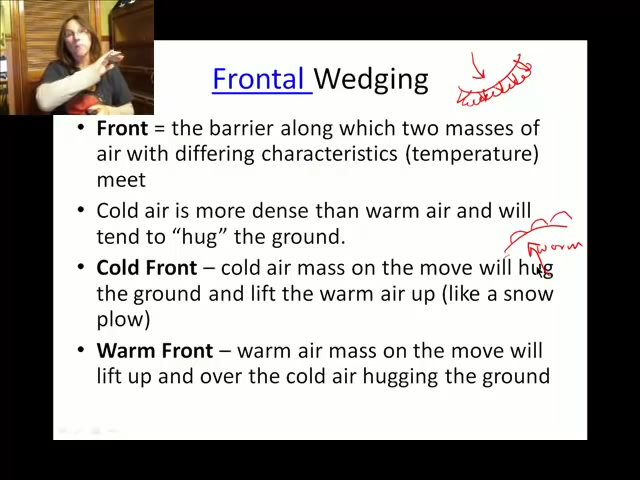 Frontal Wedging
• Front = the barrier along which two masses of
air with differing characteristics (temperature)
meet
• Cold air is more dense than warm air and will
tend to “hug” the ground.
warm
• Cold Front – cold air mass on the move will hug
the ground and lift the warm air up (like a snow
plow)
• Warm Front – warm air mass on the move will
lift up and over the cold air hugging the ground